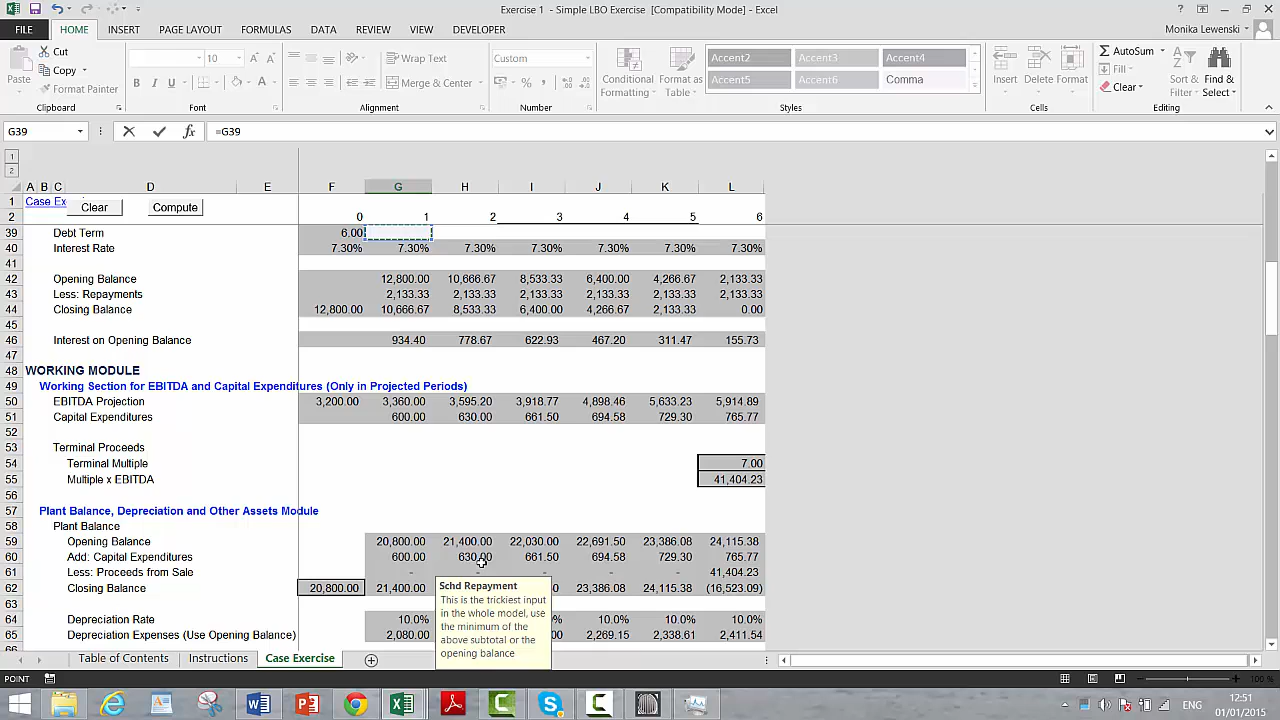 Exercise 1 - Simple LBO Exercise [Compatibility Mode] - Excel
FILE HOME INSERT PAGE LAYOUT FORMULAS DATA REVIEW VIEW DEVELOPER Monika Lewenski
Cut 10 Wrap Text Custom Accent2 Accent3 Accent4 AutoSum
Paste Copy Merge & Center Conditional Formatting Format as Table Accent5 Accent6 Comma Insert Delete Format Fill Sort & Filter Find & Select
Format Painter B I U Clear
Clipboard Font Alignment Number Styles Cells Editing
G39 =G39
1
2
A B C D E F G H I J K L
1 Case Ex Clear Compute
2 0 1 2 3 4 5 6
39 Debt Term 6.00
40 Interest Rate 7.30% 7.30% 7.30% 7.30% 7.30% 7.30% 7.30%
41
42 Opening Balance 12,800.00 10,666.67 8,533.33 6,400.00 4,266.67 2,133.33
43 Less: Repayments 2,133.33 2,133.33 2,133.33 2,133.33 2,133.33 2,133.33
44 Closing Balance 12,800.00 10,666.67 8,533.33 6,400.00 4,266.67 2,133.33 0.00
45
46 Interest on Opening Balance 934.40 778.67 622.93 467.20 311.47 155.73
47
48 WORKING MODULE
49 Working Section for EBITDA and Capital Expenditures (Only in Projected Periods)
50 EBITDA Projection 3,200.00 3,360.00 3,595.20 3,918.77 4,898.46 5,633.23 5,914.89
51 Capital Expenditures 600.00 630.00 661.50 694.58 729.30 765.77
52
53 Terminal Proceeds
54 Terminal Multiple 7.00
55 Multiple x EBITDA 41,404.23
56
57 Plant Balance, Depreciation and Other Assets Module
58 Plant Balance
59 Opening Balance 20,800.00 21,400.00 22,030.00 22,691.50 23,386.08 24,115.38
60 Add: Capital Expenditures 600.00 630.00 661.50 694.58 729.30 765.77
61 Less: Proceeds from Sale - - - - - 41,404.23
62 Closing Balance 20,800.00 21,400.00 23,386.08 24,115.38 (16,523.09)
63
64 Depreciation Rate 10.0% 10.0% 10.0% 10.0%
65 Depreciation Expenses (Use Opening Balance) 2,080.00 2,269.15 2,338.61 2,411.54
Schd Repayment
This is the trickiest input
in the whole model, use
the minimum of the
above subtotal or the
opening balance
Table of Contents Instructions Case Exercise
POINT 100 %
ENG 12:51
01/01/2015